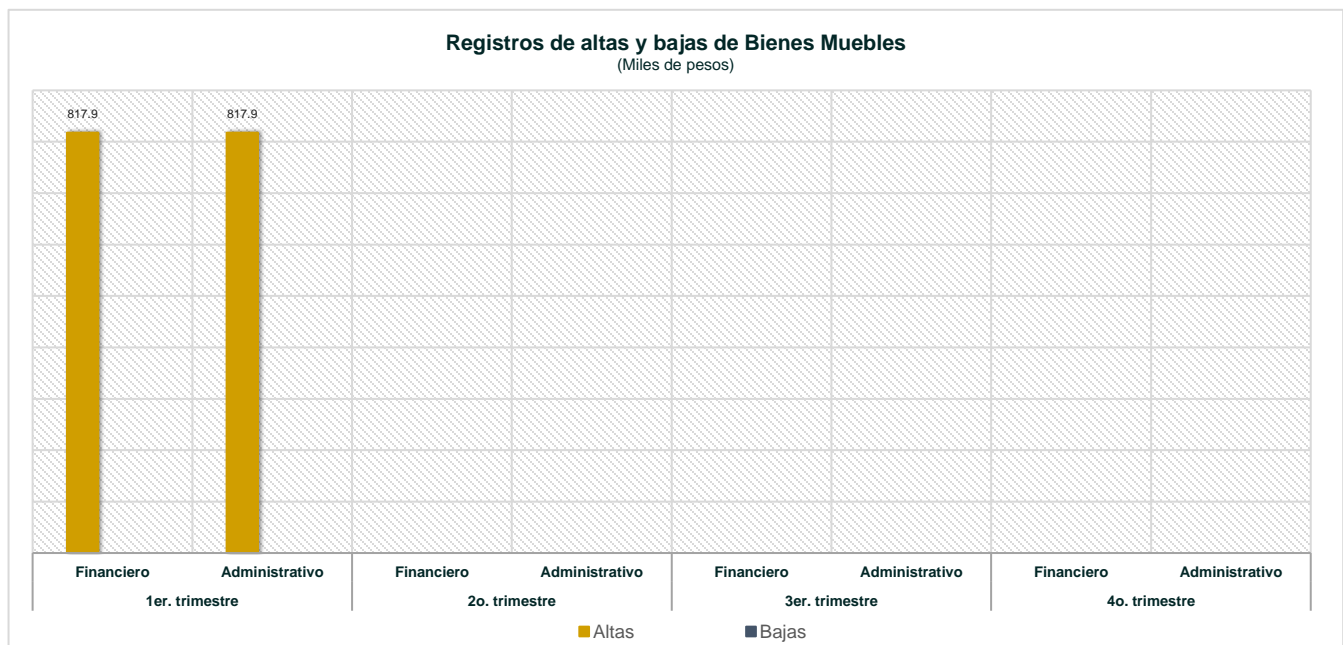 Registros de altas y bajas de Bienes Muebles
(Miles de pesos)
817.9 817.9
Financiero Administrativo Financiero Administrativo Financiero Administrativo Financiero Administrativo
1er. trimestre 2o. trimestre 3er. trimestre 4o. trimestre
Altas Bajas